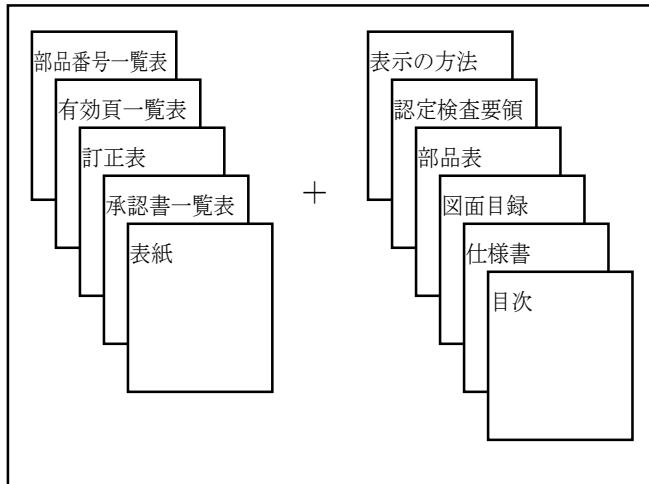 部品番号一覧表
有効頁一覧表
訂正表
承認書一覧表
表紙
＋
表示の方法
認定検査要領
部品表
図面目録
仕様書
目次